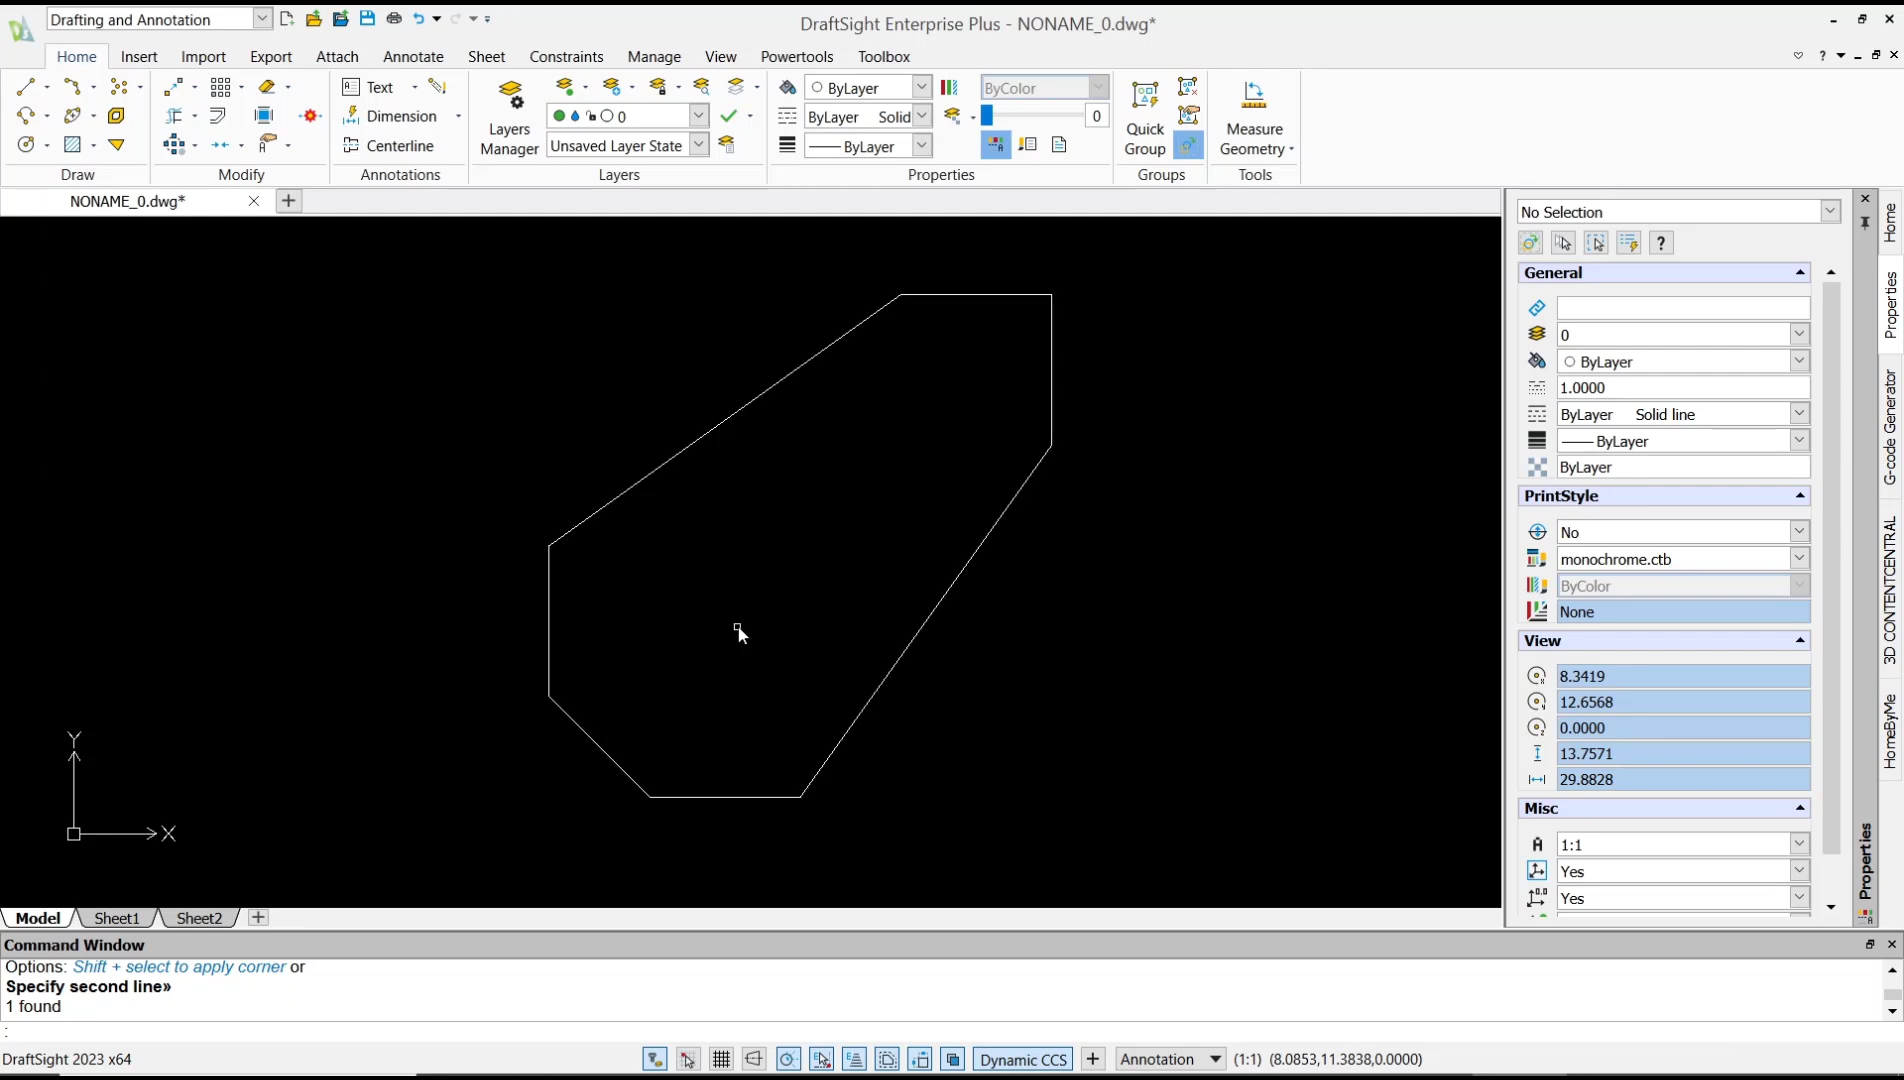 Drafting and Annotation
DraftSight Enterprise Plus - NONAME_0.dwg*
Home Insert Import Export Attach Annotate Sheet Constraints Manage View Powertools Toolbox
?
Text
Dimension
Centerline
Layers
Manager
0
Unsaved Layer State
ByLayer
ByLayer Solid
ByLayer
ByColor
0
Quick
Group
Measure
Geometry
Draw Modify Annotations Layers Properties Groups Tools
NONAME_0.dwg*
No Selection
?
General
0
ByLayer
1.0000
ByLayer Solid line
ByLayer
ByLayer
PrintStyle
No
monochrome.ctb
ByColor
None
View
8.3419
12.6568
0.0000
13.7571
29.8828
Misc
1:1
Yes
Yes
Properties
Home
Properties
G-code Generator
3D CONTENTCENTRAL
HomeByMe
Y
X
Model Sheet1 Sheet2
Command Window
Options: Shift + select to apply corner or
Specify second line»
1 found
:
DraftSight 2023 x64
Dynamic CCS
Annotation
(1:1) (8.0853,11.3838,0.0000)